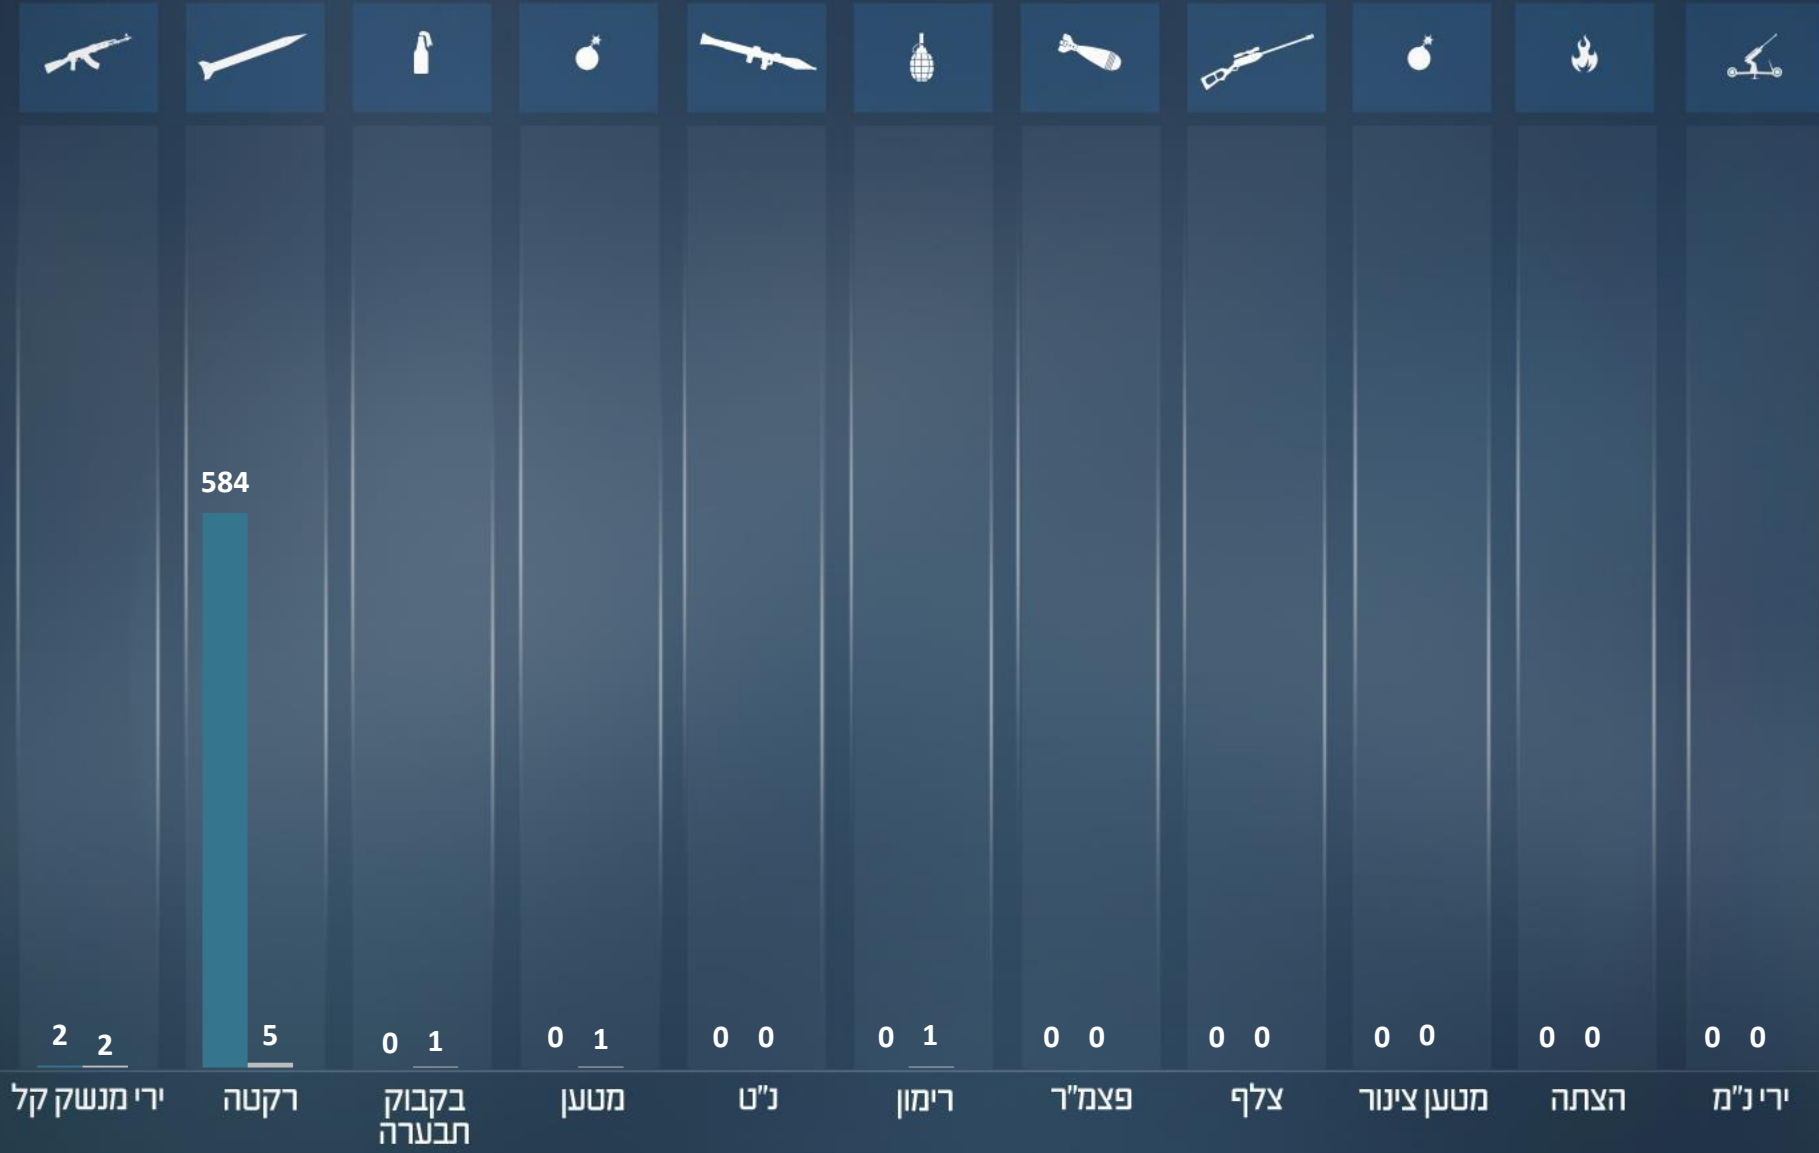 584
2 2
5
0 1
0 1
0 0
0 1
0 0
0 0
0 0
0 0
0 0
ירי מנשק קל
רקטה
בקבוק
תבערה
מטען
נ"ט
רימון
פצמ"ר
צלף
מטען צינור
הצתה
ירי נ"מ